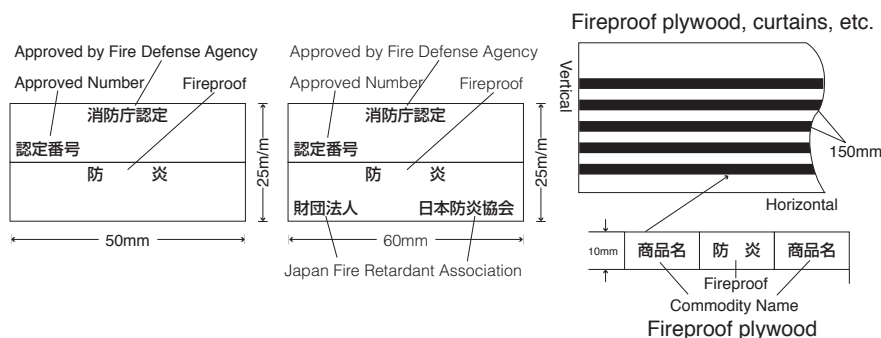 Approved by Fire Defense Agency
Approved Number
Fireproof
消防庁認定
認定番号
防 炎
25m/m
50mm
Approved by Fire Defense Agency
Approved Number
Fireproof
消防庁認定
認定番号
防 炎
財団法人
日本防炎協会
25m/m
60mm
Japan Fire Retardant Association
Fireproof plywood, curtains, etc.
Vertical
150mm
Horizontal
10mm
商品名
防 炎
商品名
Fireproof
Commodity Name
Fireproof plywood